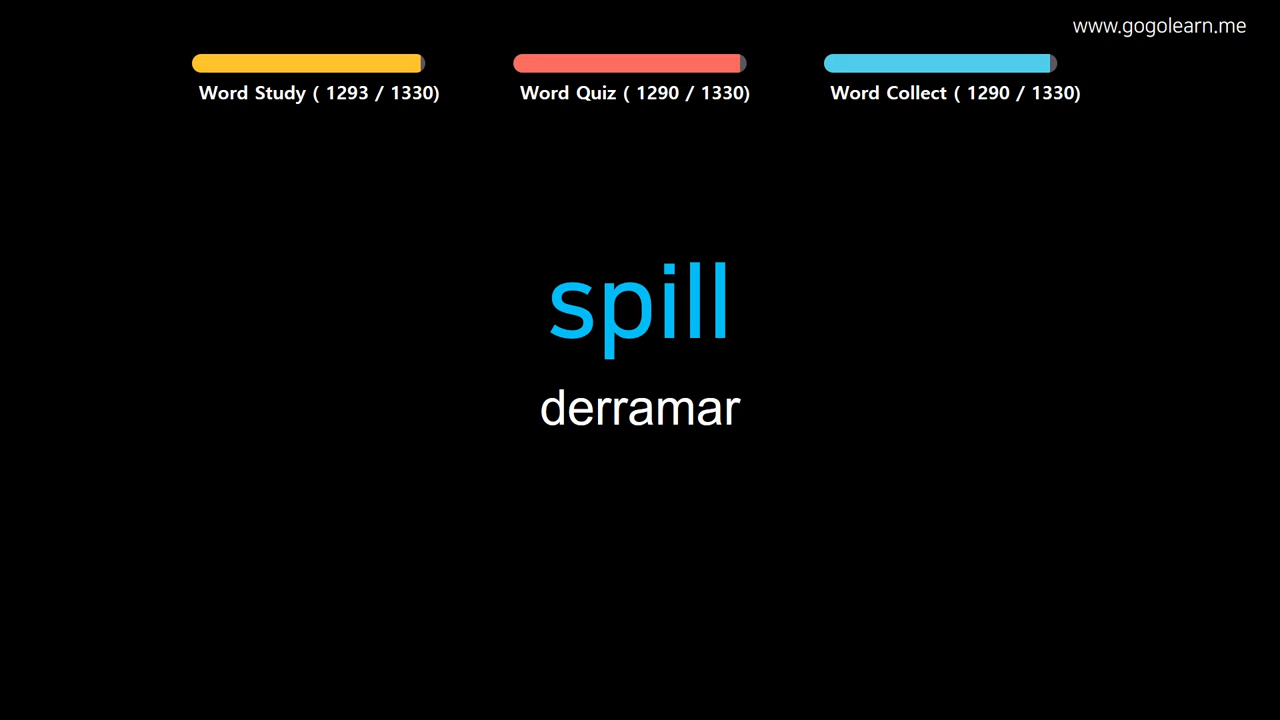 www.gogolearn.me
Word Study ( 1293 / 1330)
Word Quiz ( 1290 / 1330)
Word Collect ( 1290 / 1330)
spill
derramar